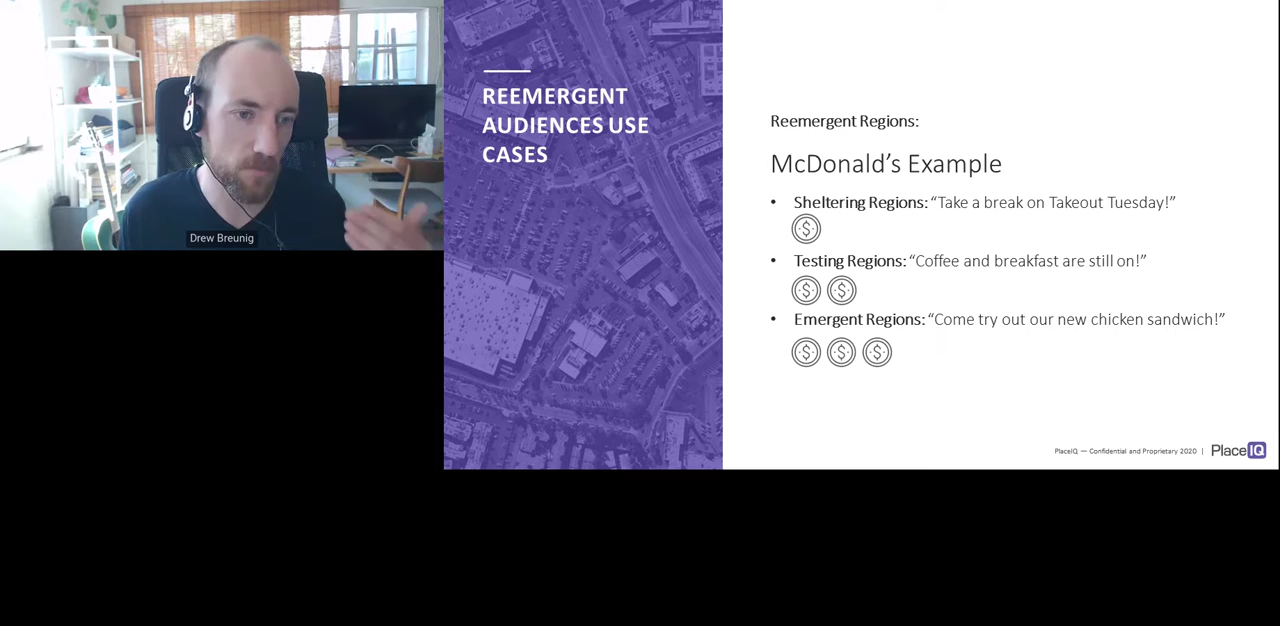 Drew Breunig
REEMERGENT
AUDIENCES USE
CASES
Reemergent Regions:
McDonald’s Example
• Sheltering Regions: “Take a break on Takeout Tuesday!”
$
• Testing Regions: “Coffee and breakfast are still on!”
$ $
• Emergent Regions: “Come try out our new chicken sandwich!”
$ $ $
PlaceIQ — Confidential and Proprietary 2020 | PlaceIQ